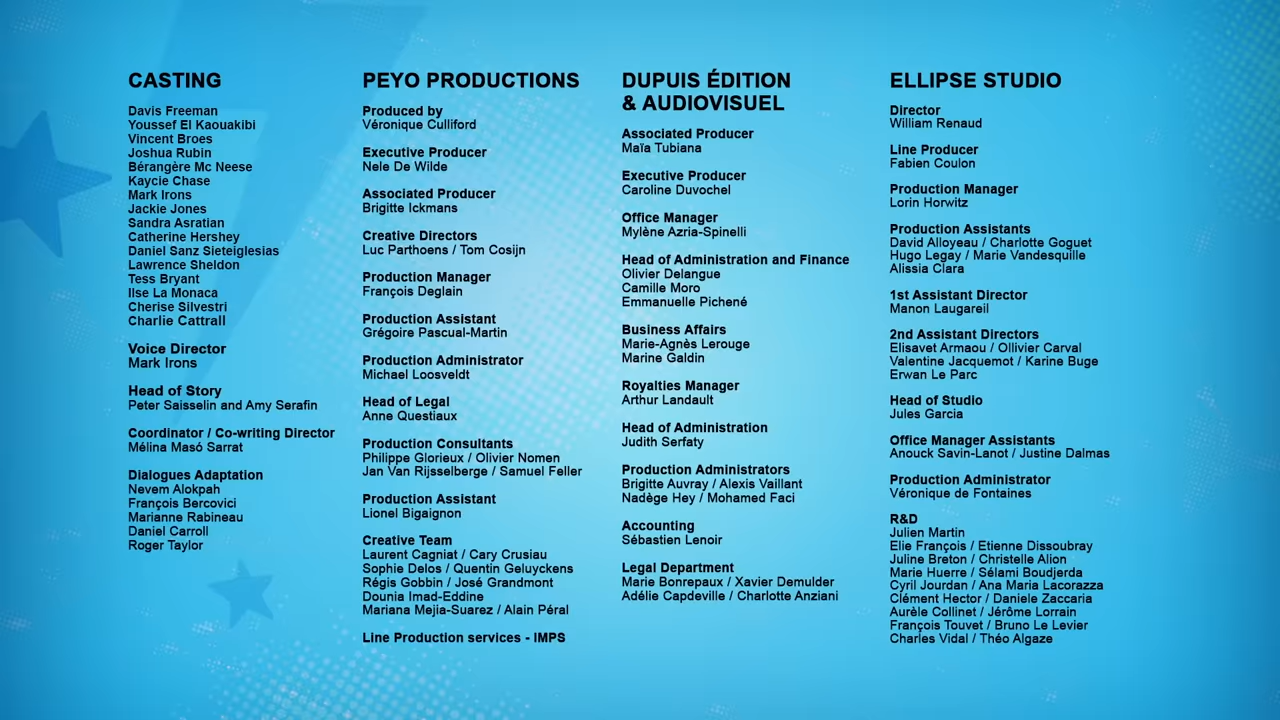 CASTING
Davis Freeman
Youssef El Kaouakibi
Vincent Broes
Joshua Rubin
Bérangère Mc Neese
Kaycie Chase
Mark Irons
Jackie Jones
Sandra Asratian
Catherine Hershey
Daniel Sanz Sieteiglesias
Lawrence Sheldon
Tess Bryant
Ilse La Monaca
Cherise Silvestri
Charlie Cattrall
Voice Director
Mark Irons
Head of Story
Peter Saisselin and Amy Serafin
Coordinator / Co-writing Director
Mélina Masó Sarrat
Dialogues Adaptation
Nevem Alokpah
François Bercovici
Marianne Rabineau
Daniel Carroll
Roger Taylor
PEYO PRODUCTIONS
Produced by
Véronique Culliford
Executive Producer
Nele De Wilde
Associated Producer
Brigitte Ickmans
Creative Directors
Luc Parthoens / Tom Cosijn
Production Manager
François Deglain
Production Assistant
Grégoire Pascual-Martin
Production Administrator
Michael Loosveldt
Head of Legal
Anne Questiaux
Production Consultants
Philippe Glorieux / Olivier Nomen
Jan Van Rijsselberge / Samuel Feller
Production Assistant
Lionel Bigaignon
Creative Team
Laurent Cagniat / Cary Crusiau
Sophie Delos / Quentin Geluyckens
Régis Gobbin / José Grandmont
Dounia Imad-Eddine
Mariana Mejia-Suarez / Alain Péral
Line Production services - IMPS
DUPUIS ÉDITION
& AUDIOVISUEL
Associated Producer
Maïa Tubiana
Executive Producer
Caroline Duvochel
Office Manager
Mylène Azria-Spinelli
Head of Administration and Finance
Olivier Delangue
Camille Moro
Emmanuelle Pichené
Business Affairs
Marie-Agnès Lerouge
Marine Galdin
Royalties Manager
Arthur Landault
Head of Administration
Judith Serfaty
Production Administrators
Brigitte Auvray / Alexis Vaillant
Nadège Hey / Mohamed Faci
Accounting
Sébastien Lenoir
Legal Department
Marie Bonrepaux / Xavier Demulder
Adélie Capdeville / Charlotte Anziani
ELLIPSE STUDIO
Director
William Renaud
Line Producer
Fabien Coulon
Production Manager
Lorin Horwitz
Production Assistants
David Alloyeau / Charlotte Goguet
Hugo Legay / Marie Vandesquille
Alissia Clara
1st Assistant Director
Manon Laugareil
2nd Assistant Directors
Elisavet Armaou / Ollivier Carval
Valentine Jacquemot / Karine Buge
Erwan Le Parc
Head of Studio
Jules Garcia
Office Manager Assistants
Anouck Savin-Lanot / Justine Dalmas
Production Administrator
Véronique de Fontaines
R&D
Julien Martin
Elie François / Etienne Dissoubray
Juline Breton / Christelle Alion
Marie Huerre / Sélami Boudjerda
Cyril Jourdan / Ana Maria Lacorazza
Clément Hector / Daniele Zaccaria
Aurèle Collinet / Jérôme Lorrain
François Touvet / Bruno Le Levier
Charles Vidal / Théo Algaze